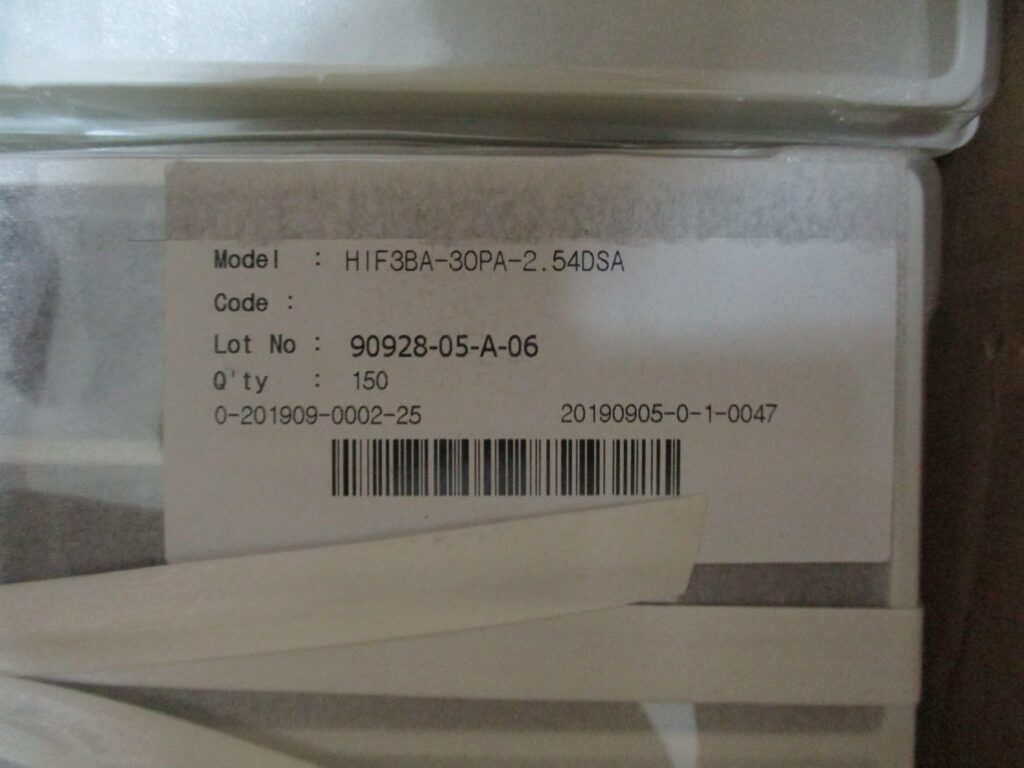 Model : HIF3BA-30PA-2.54DSA
Code :
Lot No : 90928-05-A-06
Q'ty : 150
0-201909-0002-25 20190905-0-1-0047